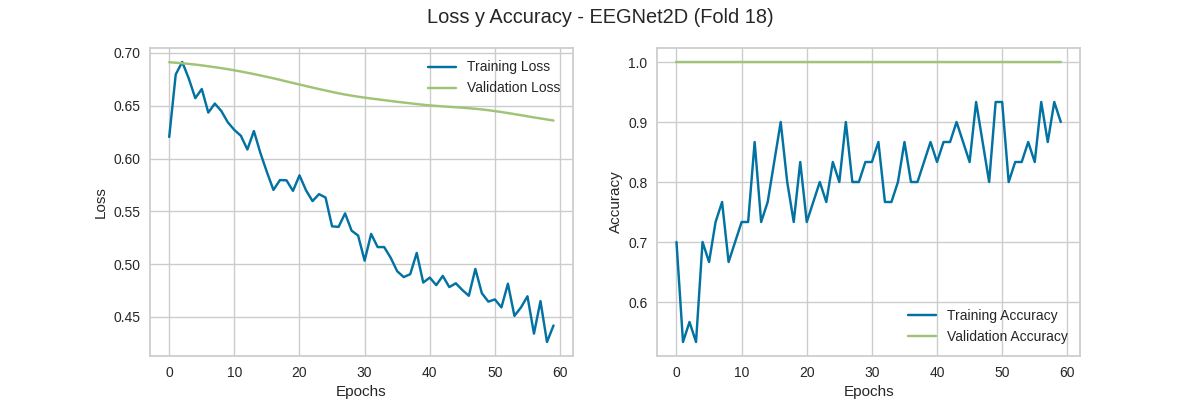 Loss y Accuracy - EEGNet2D (Fold 18)
0.70
0.65
0.60
0.55
0.50
0.45
Loss
0 10 20 30 40 50 60
Epochs
Training Loss
Validation Loss
1.0
0.9
0.8
0.7
0.6
Accuracy
0 10 20 30 40 50 60
Epochs
Training Accuracy
Validation Accuracy